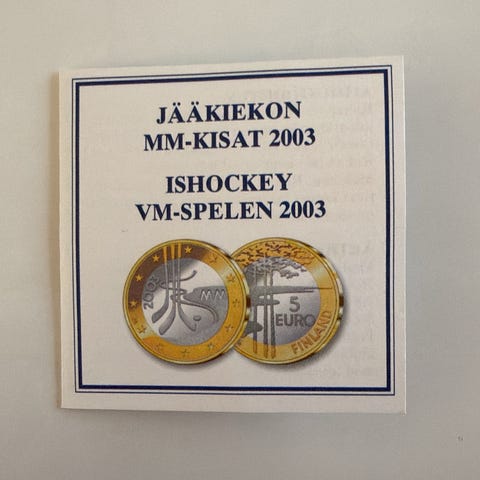 JÄÄKIEKON
MM-KISAT 2003
ISHOCKEY
VM-SPELEN 2003
2003
MM
5
EURO
FINLAND